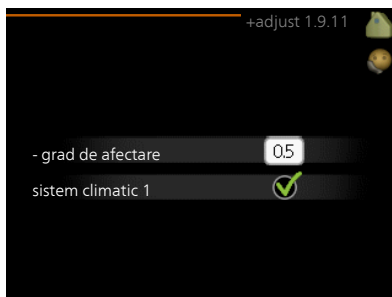 +adjust 1.9.11
- grad de afectare 0.5
sistem climatic 1